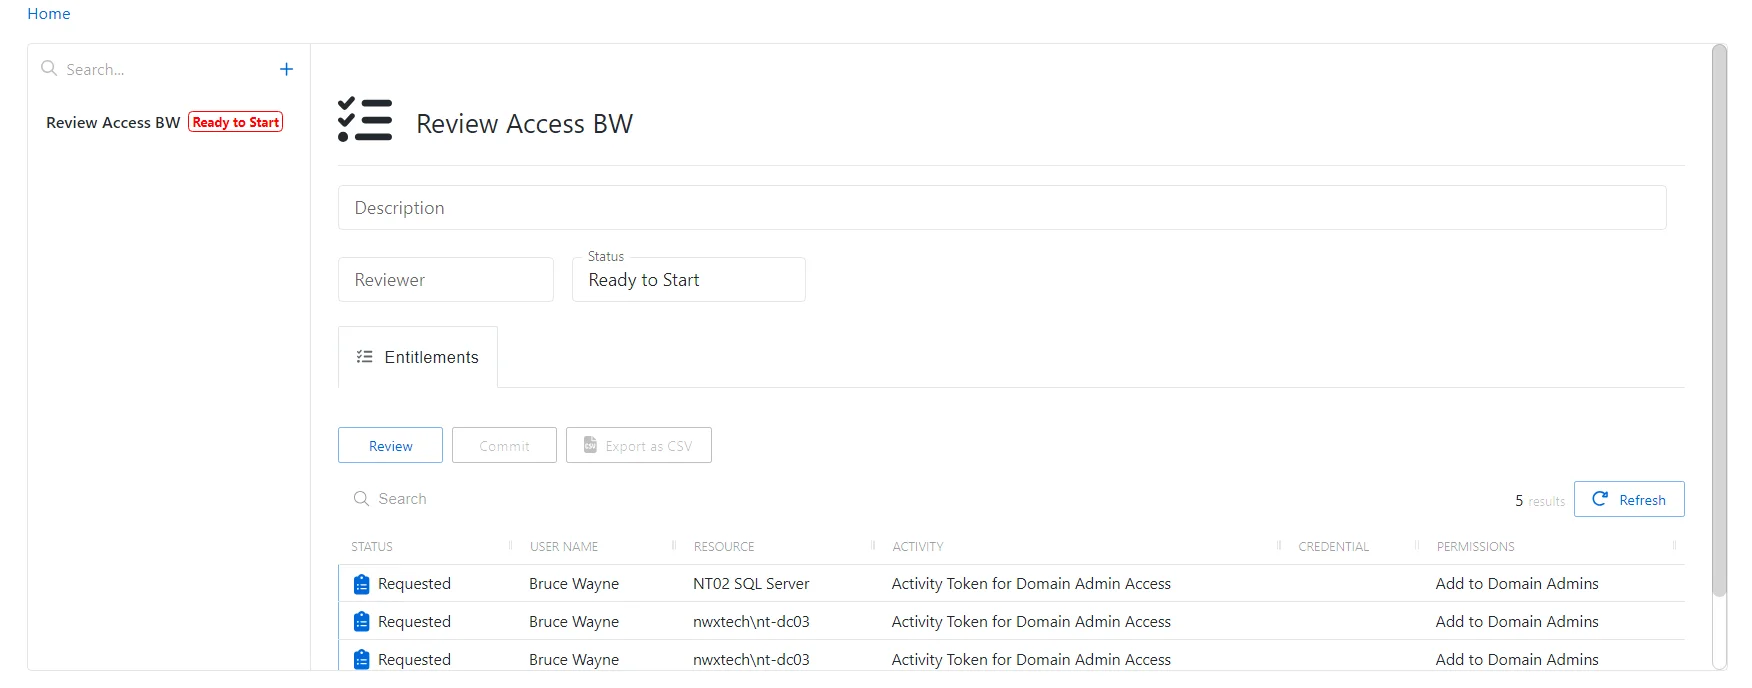 Home
Search...
+
Review Access BW Ready to Start
Review Access BW
Description
Status
Reviewer
Ready to Start
Entitlements
Review
Commit
CSV Export as CSV
Search
5 results
Refresh
STATUS USER NAME RESOURCE ACTIVITY CREDENTIAL PERMISSIONS
Requested Bruce Wayne NT02 SQL Server Activity Token for Domain Admin Access Add to Domain Admins
Requested Bruce Wayne nwxtech\nt-dc03 Activity Token for Domain Admin Access Add to Domain Admins
Requested Bruce Wayne nwxtech\nt-dc03 Activity Token for Domain Admin Access Add to Domain Admins